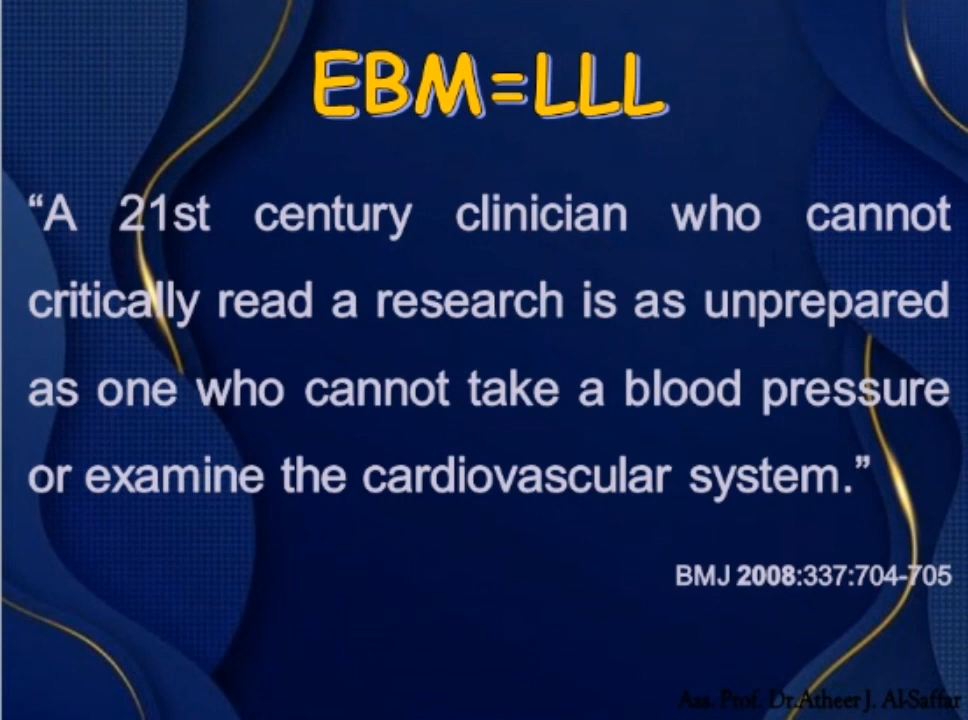 EBM=LLL
“A 21st century clinician who cannot
critically read a research is as unprepared
as one who cannot take a blood pressure
or examine the cardiovascular system.”
BMJ 2008:337:704-705
Ass. Prof. Dr.Atheer J. Al-Saffar